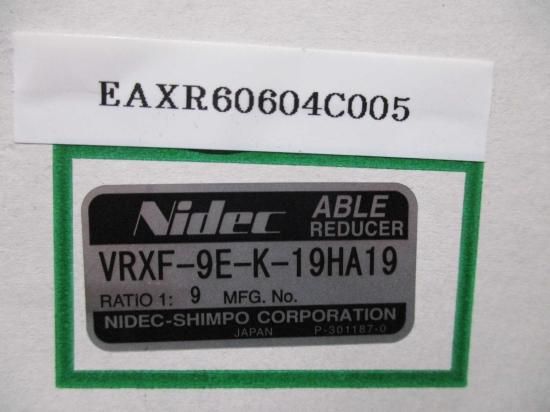 EAXR60604C005
Nidec ABLE REDUCER
VRXF-9E-K-19HA19
RATIO 1: 9 MFG. No.
NIDEC-SHIMPO CORPORATION
JAPAN P-301187-0